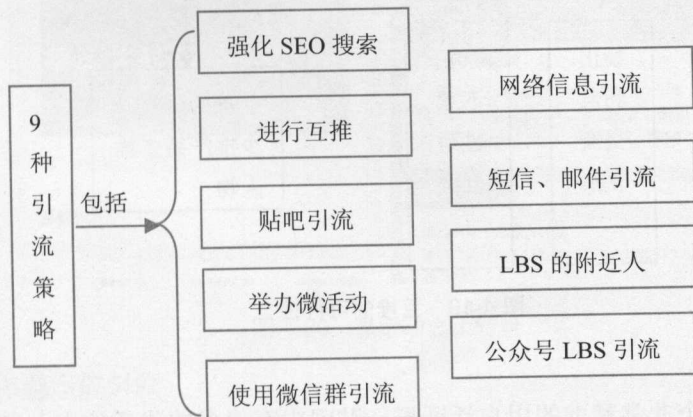 9种引流策略
包括
强化 SEO 搜索
进行互推
贴吧引流
举办微活动
使用微信群引流
网络信息引流
短信、邮件引流
LBS 的附近人
公众号 LBS 引流